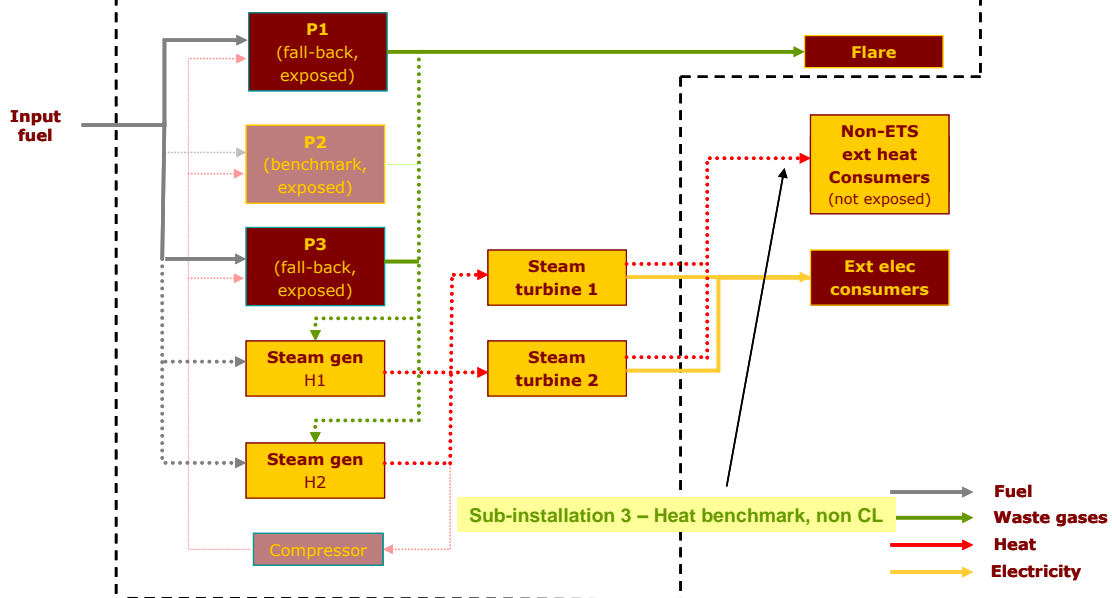 P1
(fall-back,
exposed)
Flare
Input
fuel
P2
(benchmark,
exposed)
Non-ETS
ext heat
Consumers
(not exposed)
P3
(fall-back,
exposed)
Steam
turbine 1
Ext elec
consumers
Steam gen
H1
Steam
turbine 2
Steam gen
H2
Sub-installation 3 – Heat benchmark, non CL
Compressor
Fuel
Waste gases
Heat
Electricity